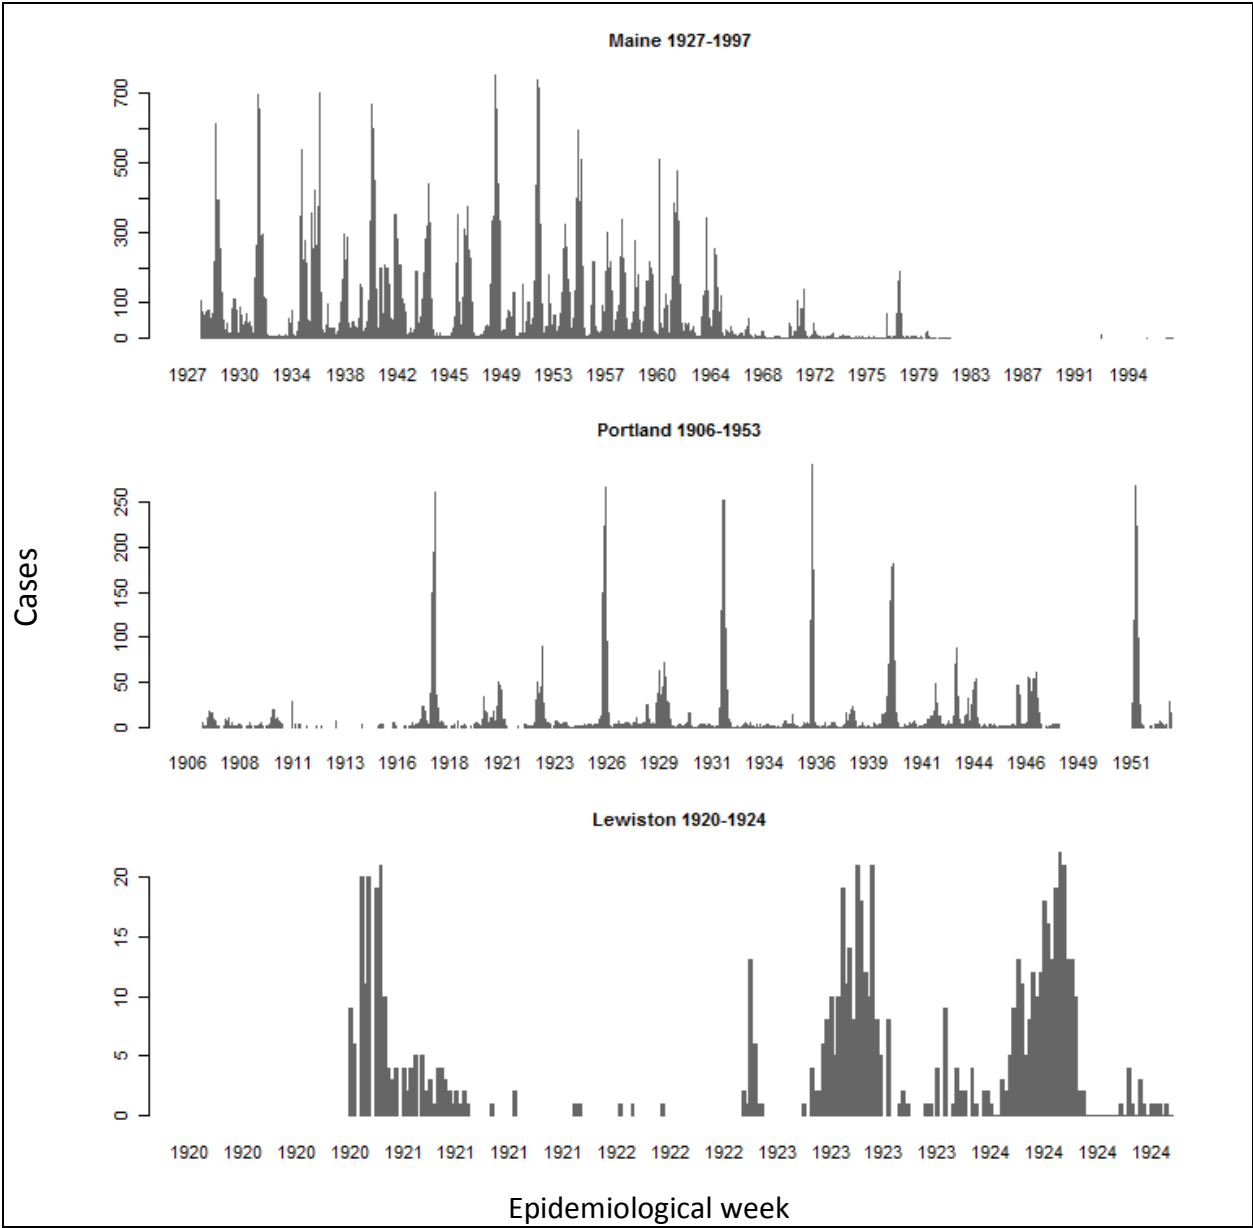 Maine 1927-1997
700
500
300
100
0
1927 1930 1934 1938 1942 1945 1949 1953 1957 1960 1964 1968 1972 1975 1979 1983 1987 1991 1994
Portland 1906-1953
250
200
150
100
50
0
1906 1908 1911 1913 1916 1918 1921 1923 1926 1929 1931 1934 1936 1939 1941 1944 1946 1949 1951
Cases
Lewiston 1920-1924
20
15
10
5
0
1920 1920 1920 1920 1921 1921 1921 1921 1922 1922 1922 1923 1923 1923 1923 1924 1924 1924 1924
Epidemiological week